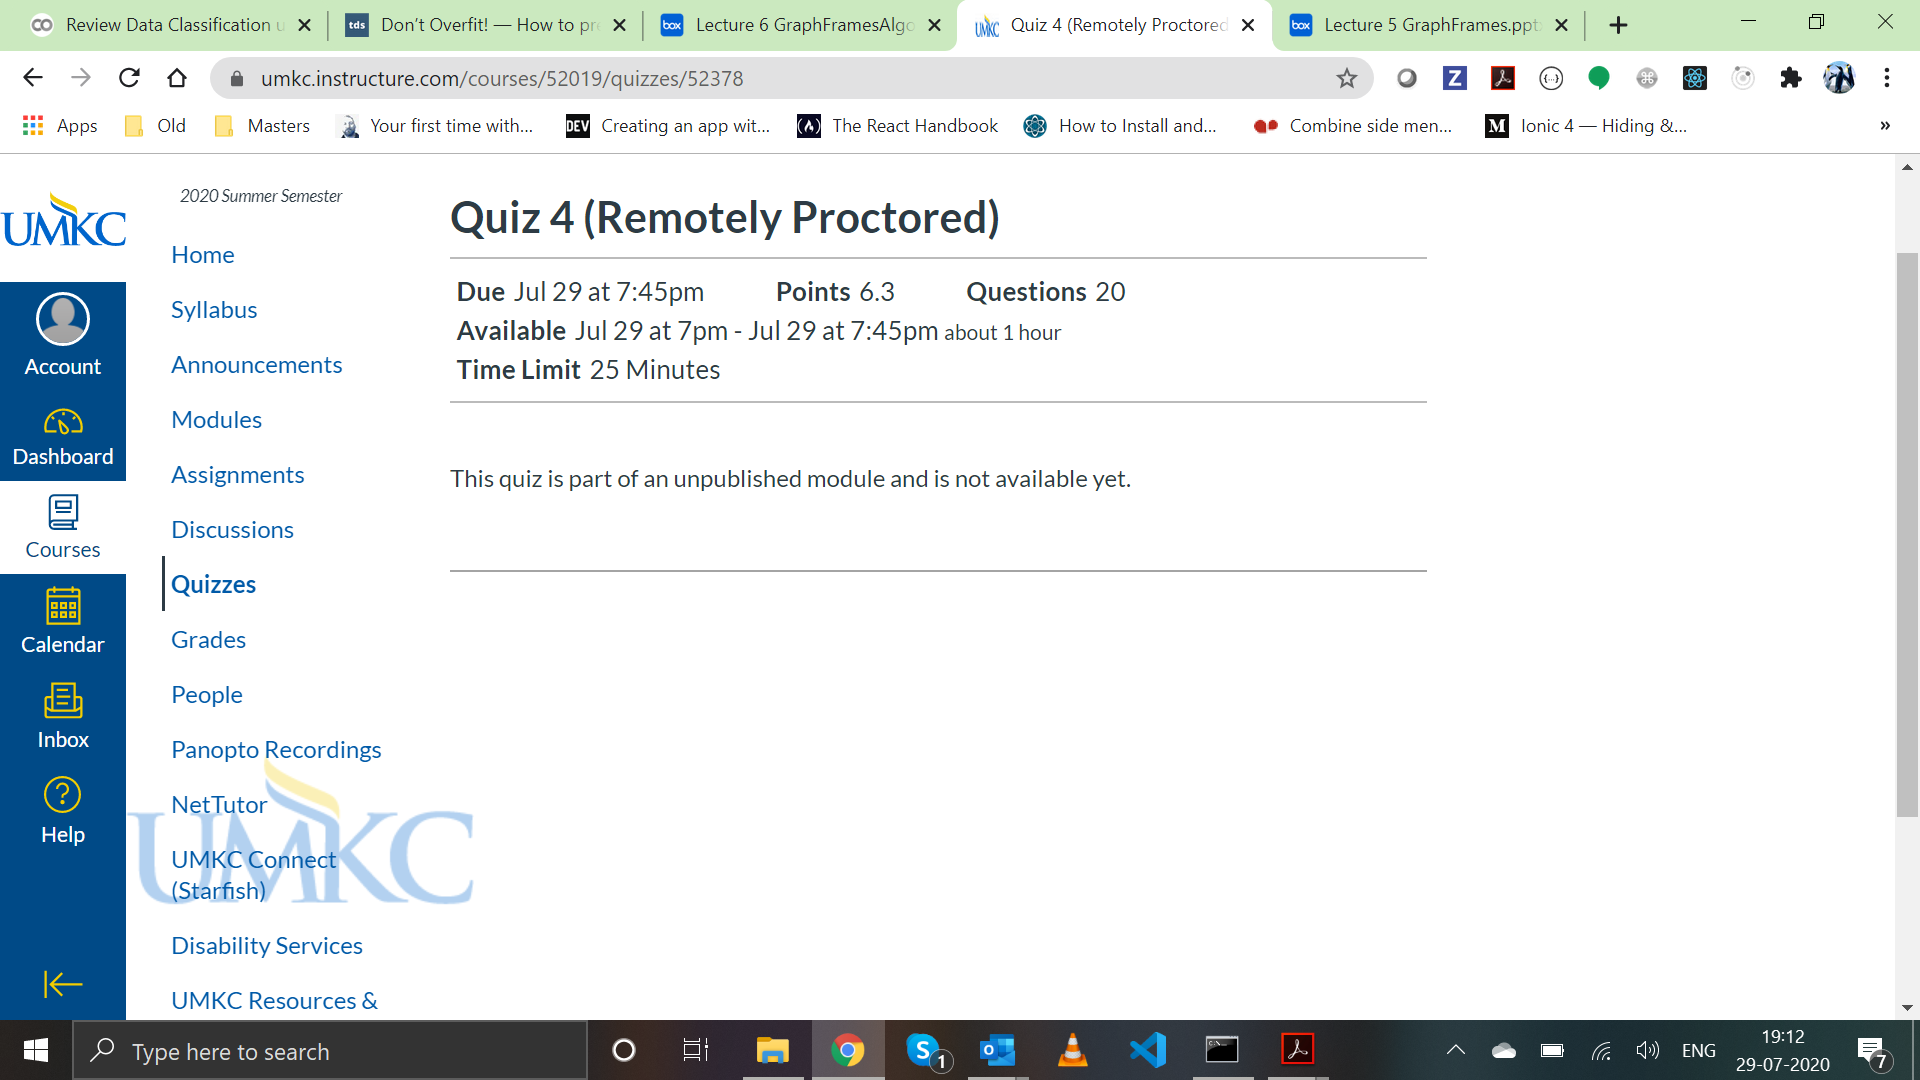 Review Data Classification u
Don't Overfit! — How to pre
Lecture 6 GraphFramesAlgo
Quiz 4 (Remotely Proctored
Lecture 5 GraphFrames.pptx
umkc.instructure.com/courses/52019/quizzes/52378
Apps
Old
Masters
Your first time with...
DEV
Creating an app wit...
The React Handbook
How to Install and...
Combine side men...
Ionic 4 — Hiding &...
UMKC
Account
Dashboard
Courses
Calendar
Inbox
Help
2020 Summer Semester
Home
Syllabus
Announcements
Modules
Assignments
Discussions
Quizzes
Grades
People
Panopto Recordings
NetTutor
UMKC Connect
(Starfish)
Disability Services
UMKC Resources &
UMKC
Quiz 4 (Remotely Proctored)
Due Jul 29 at 7:45pm Points 6.3 Questions 20
Available Jul 29 at 7pm - Jul 29 at 7:45pm about 1 hour
Time Limit 25 Minutes
This quiz is part of an unpublished module and is not available yet.
Type here to search
1
ENG
19:12
29-07-2020
7